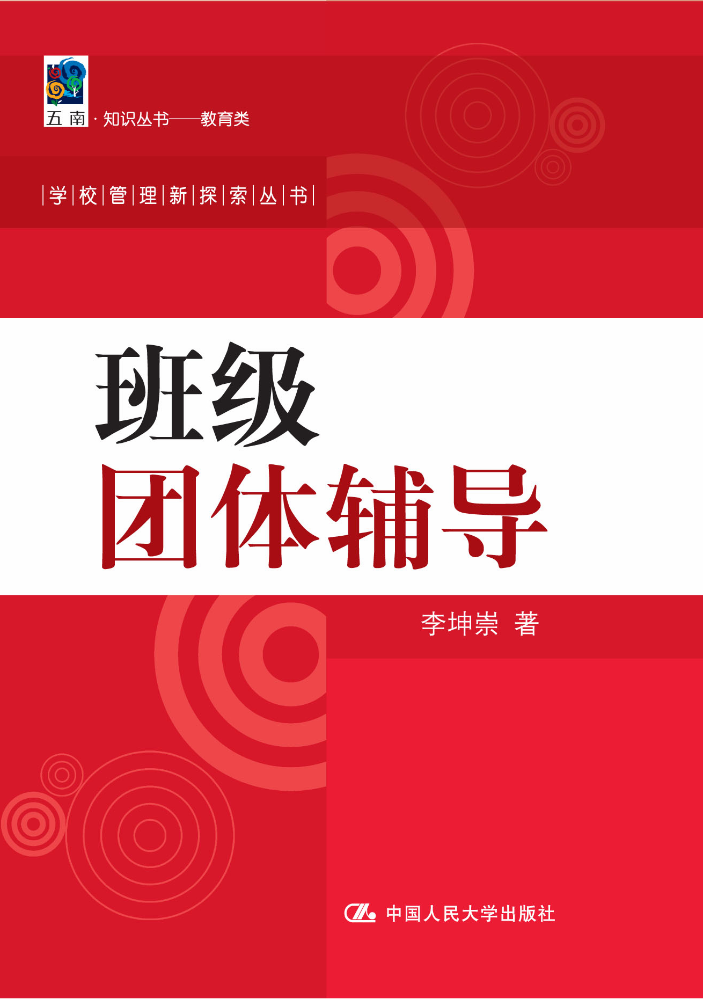 五南·知识丛书——教育类
|学|校|管|理|新|探|索|丛|书|
班级
团体辅导
李坤崇 著
中国人民大学出版社